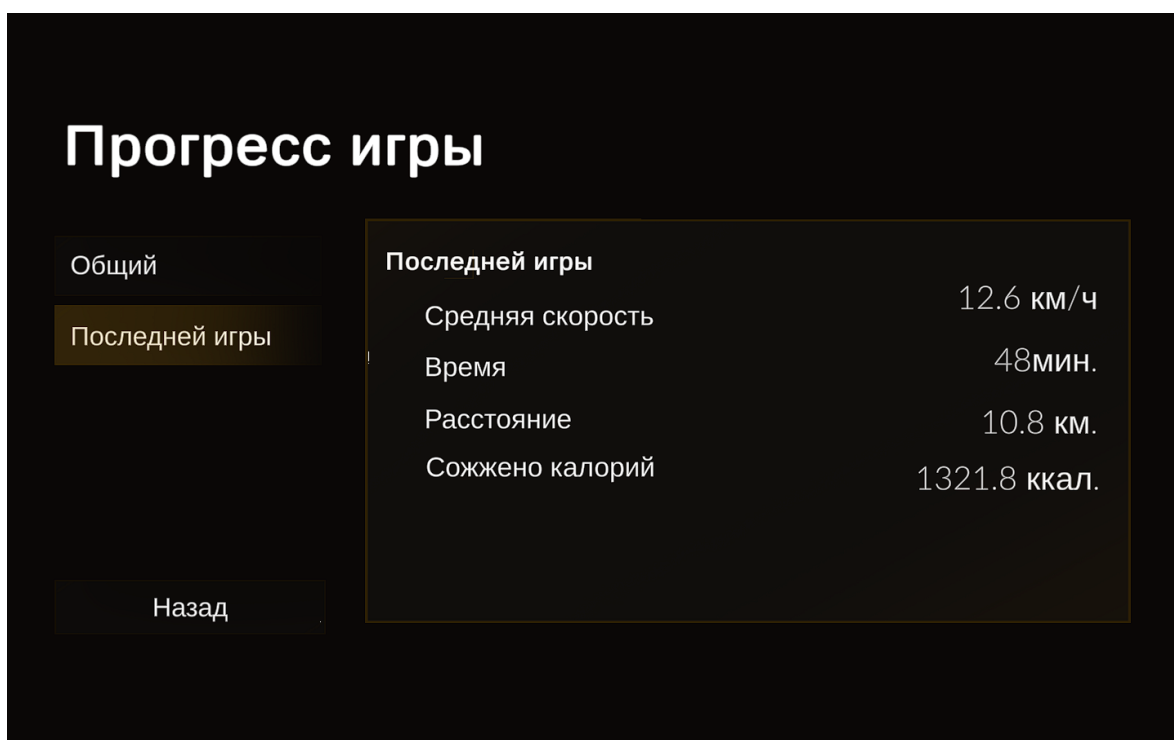 Прогресс игры
Общий
Последней игры
Назад
Последней игры
Средняя скорость 12.6 км/ч
Время 48мин.
Расстояние 10.8 км.
Сожжено калорий 1321.8 ккал.